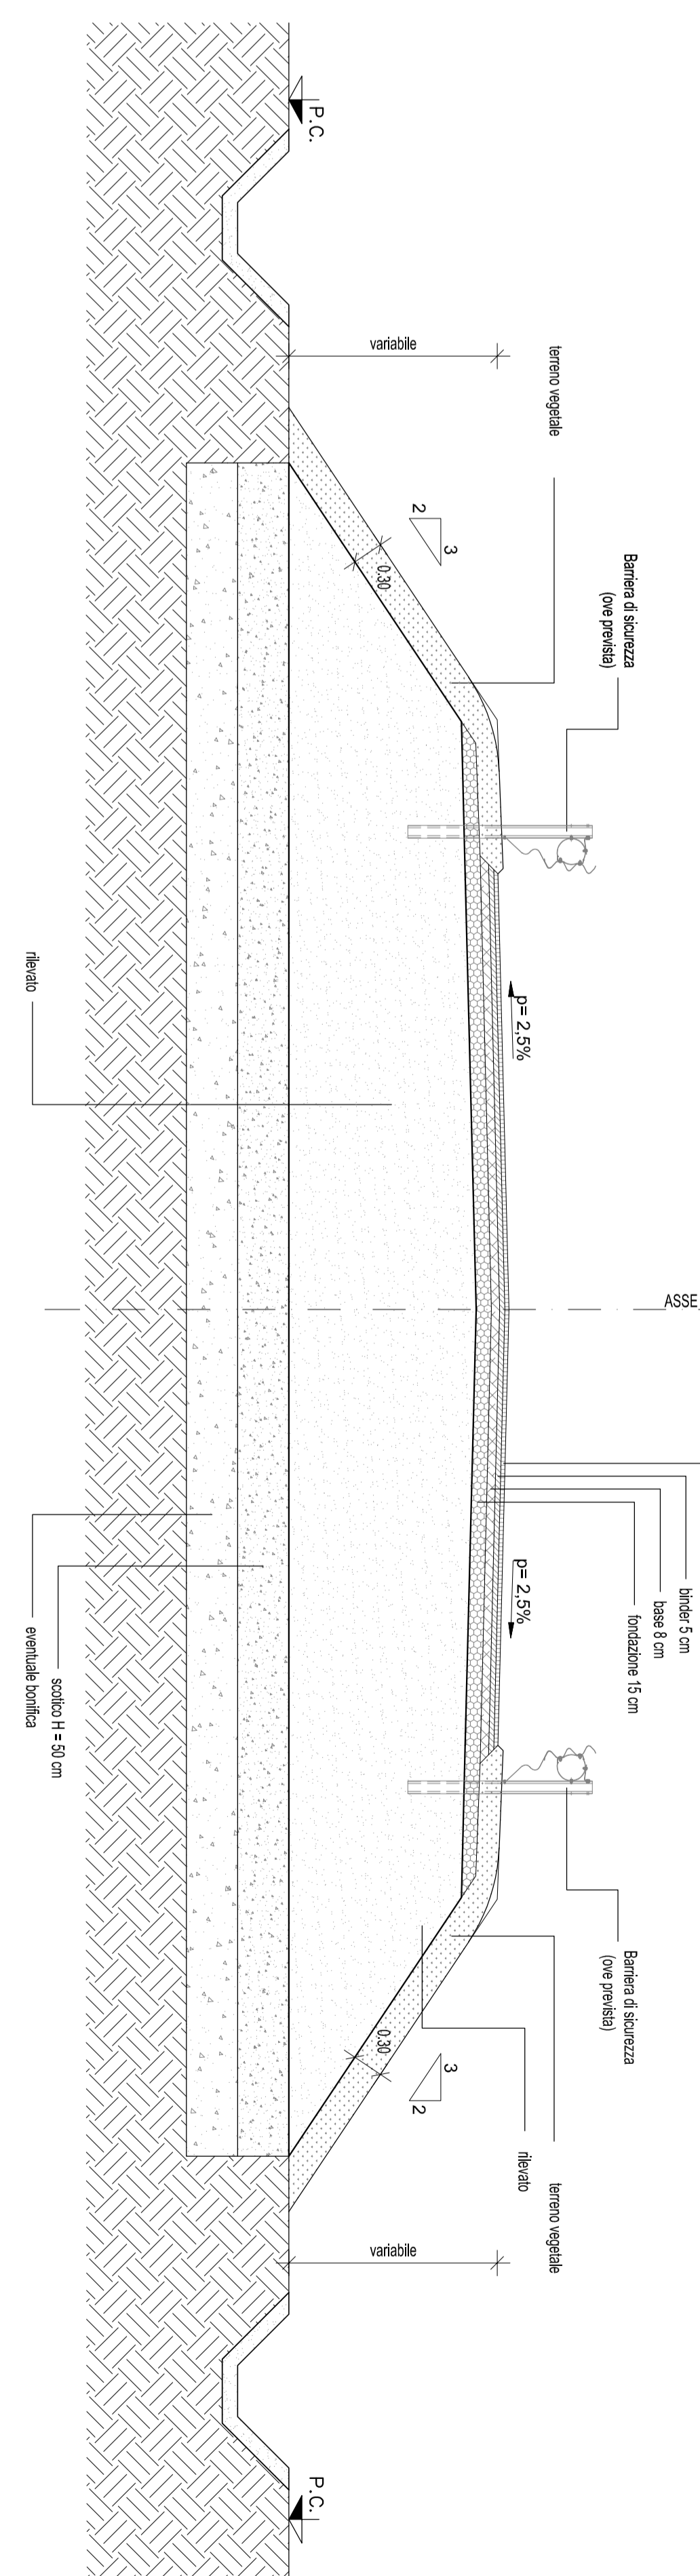 P.C.
variabile
terreno vegetale
2
3
0.30
Barriera di sicurezza
(ove prevista)
p= 2,5%
rilevato
ASSE
binder 5 cm
base 8 cm
fondazione 15 cm
p= 2,5%
scotico H = 50 cm
eventuale bonifica
Barriera di sicurezza
(ove prevista)
0.30
3
2
rilevato
terreno vegetale
variabile
P.C.